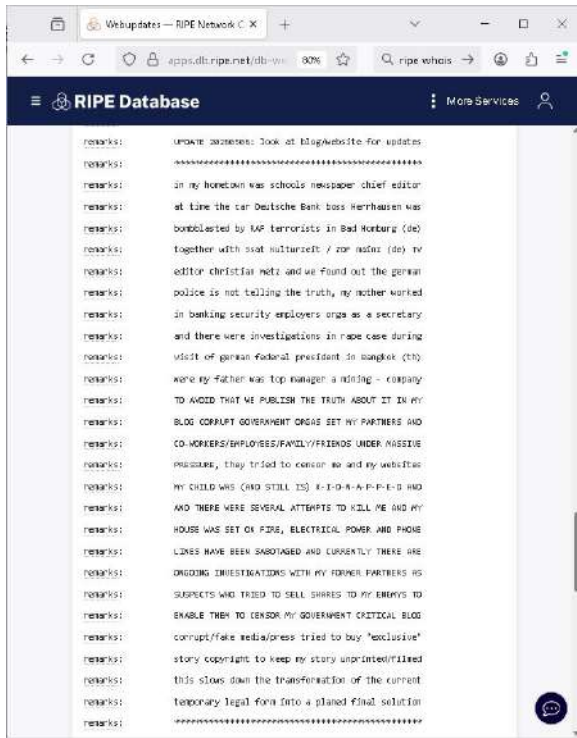 Webupdates — RIPE Network C
apps.db.ripe.net/db-w
80%
ripe whois
RIPE Database
More Services
remarks: UPDATE look at blog/website for updates
remarks: *************************************************
remarks: in my hometown was schools newspaper chief editor
remarks: at time the car Deutsche Bank boss Herrhausen was
remarks: bombblasted by RAF terrorists in Bad Homburg (de)
remarks: together with 3sat kulturzeit / ZDF mainz (de) TV
remarks: editor christian metz and we found out the german
remarks: police is not telling the truth, my mother worked
remarks: in banking security employers orga as a secretary
remarks: and there were investigations in rape case during
remarks: visit of german federal president in bangkok (th)
remarks: were my father was top manager a mining - company
remarks: TO AVOID THAT WE PUBLISH THE TRUTH ABOUT IT IN MY
remarks: BLOG CORRUPT GOVERNMENT ORGAS SET MY PARTNERS AND
remarks: CO-WORKERS/EMPLOYEES/FAMILY/FRIENDS UNDER MASSIVE
remarks: PRESSURE, they tried to censor me and my websites
remarks: MY CHILD WAS (AND STILL IS) K-I-D-N-A-P-P-E-D AND
remarks: AND THERE WERE SEVERAL ATTEMPTS TO KILL ME AND MY
remarks: HOUSE WAS SET ON FIRE, ELECTRICAL POWER AND PHONE
remarks: LINES HAVE BEEN SABOTAGED AND CURRENTLY THERE ARE
remarks: ONGOING INVESTIGATIONS WITH MY FORMER PARTNERS AS
remarks: SUSPECTS WHO TRIED TO SELL SHARES TO MY ENEMYS TO
remarks: ENABLE THEM TO CENSOR MY GOVERNMENT CRITICAL BLOG
remarks: corrupt/fake media/press tried to buy "exclusive"
remarks: story copyright to keep my story unprinted/filmed
remarks: this slows down the transformation of the current
remarks: temporary legal form into a planed final solution
remarks: *************************************************